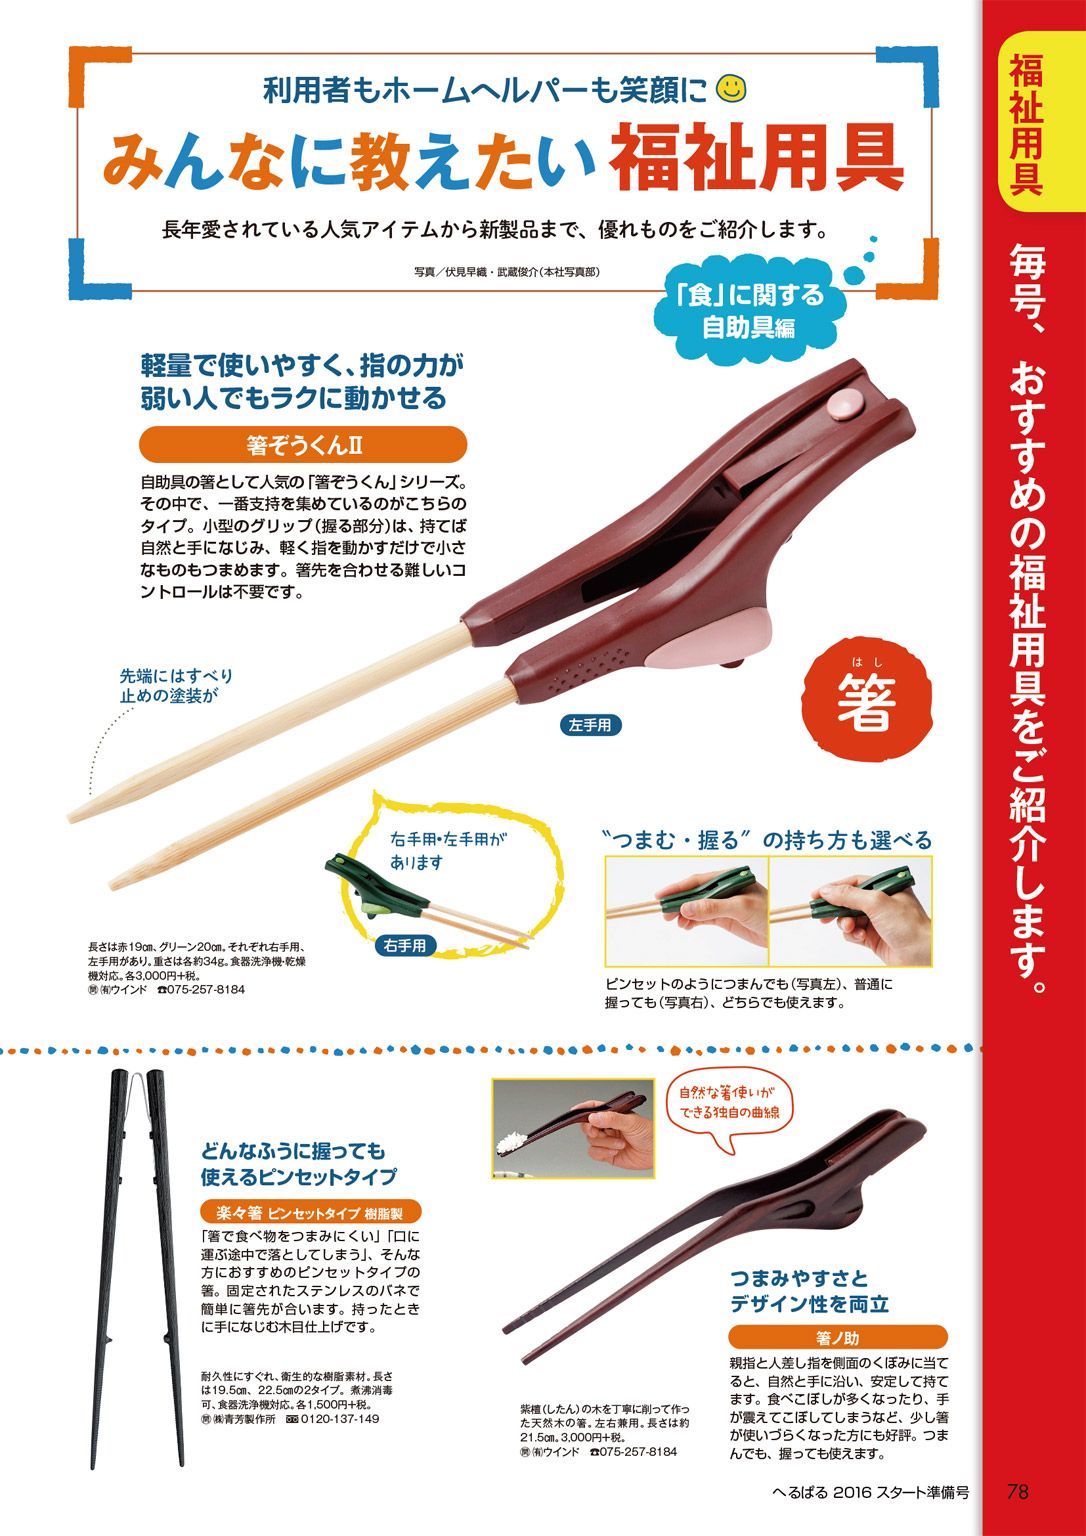 利用者もホームヘルパーも笑顔に
みんなに教えたい 福祉用具
長年愛されている人気アイテムから新製品まで、優れものをご紹介します。
写真／伏見早織・武蔵俊介(本社写真部)
「食」に関する
自助具編
福祉用具
毎号、おすすめの福祉用具をご紹介します。
軽量で使いやすく、指の力が
弱い人でもラクに動かせる
箸ぞうくんⅡ
自助具の箸として人気の「箸ぞうくん」シリーズ。
その中で、一番支持を集めているのがこちらの
タイプ。小型のグリップ(握る部分)は、持てば
自然と手になじみ、軽く指を動かすだけで小さ
なものもつまめます。箸先を合わせる難しいコ
ントロールは不要です。
先端にはすべり
止めの塗装が
左手用
はし
箸
右手用・左手用が
あります
右手用
長さは赤19㎝、グリーン20㎝。それぞれ右手用、
左手用があり。重さは各約34g。食器洗浄機・乾燥
機対応。各3,000円+税。
㉄ ㈲ウインド ☎075-257-8184
〝つまむ・握る〟の持ち方も選べる
ピンセットのようにつまんでも(写真左)、普通に
握っても(写真右)、どちらでも使えます。
どんなふうに握っても
使えるピンセットタイプ
楽々箸 ピンセットタイプ 樹脂製
「箸で食べ物をつまみにくい」「口に
運ぶ途中で落としてしまう」、そんな
方におすすめのピンセットタイプの
箸。固定されたステンレスのバネで
簡単に箸先が合います。持ったとき
に手になじむ木目仕上げです。
耐久性にすぐれ、衛生的な樹脂素材。長さ
は19.5㎝、22.5㎝の2タイプ。煮沸消毒
可、食器洗浄機対応。各1,500円+税。
㉄ ㈱青芳製作所 0120-137-149
自然な箸使いが
できる独自の曲線
つまみやすさと
デザイン性を両立
箸ノ助
親指と人差し指を側面のくぼみに当て
ると、自然と手に沿い、安定して持て
ます。食べこぼしが多くなったり、手
が震えてこぼしてしまうなど、少し箸
が使いづらくなった方にも好評。つま
んでも、握っても使えます。
紫檀(したん)の木を丁寧に削って作っ
た天然木の箸。左右兼用。長さは約
21.5㎝。3,000円+税。
㉄ ㈲ウインド ☎075-257-8184
へるぱる 2016 スタート準備号 78